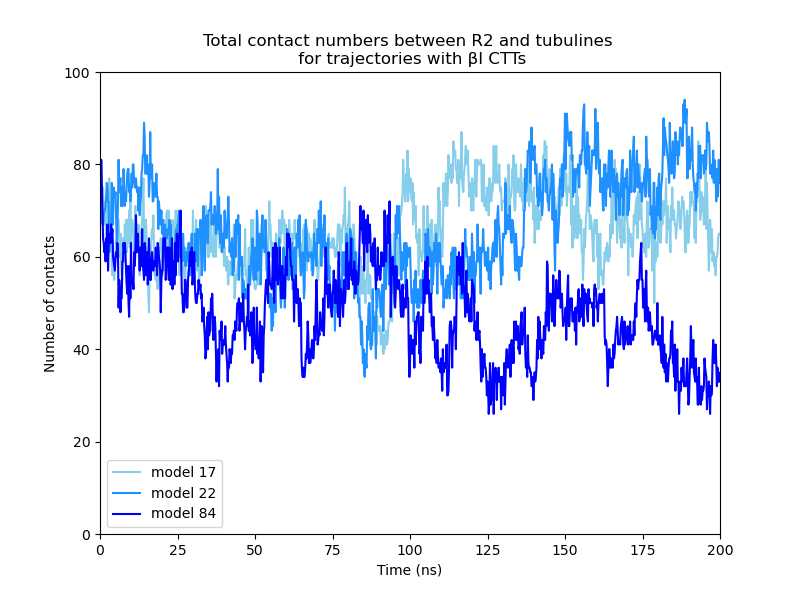 Total contact numbers between R2 and tubulines
for trajectories with βI CTTs
100
80
60
40
20
0
Number of contacts
model 17
model 22
model 84
0 25 50 75 100 125 150 175 200
Time (ns)